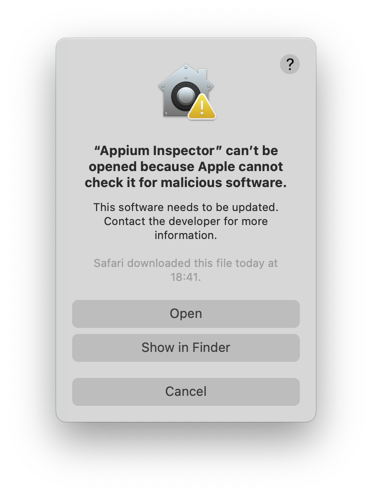 ?
“Appium Inspector” can’t be
opened because Apple cannot
check it for malicious software.
This software needs to be updated.
Contact the developer for more
information.
Safari downloaded this file today at
18:41.
Open
Show in Finder
Cancel